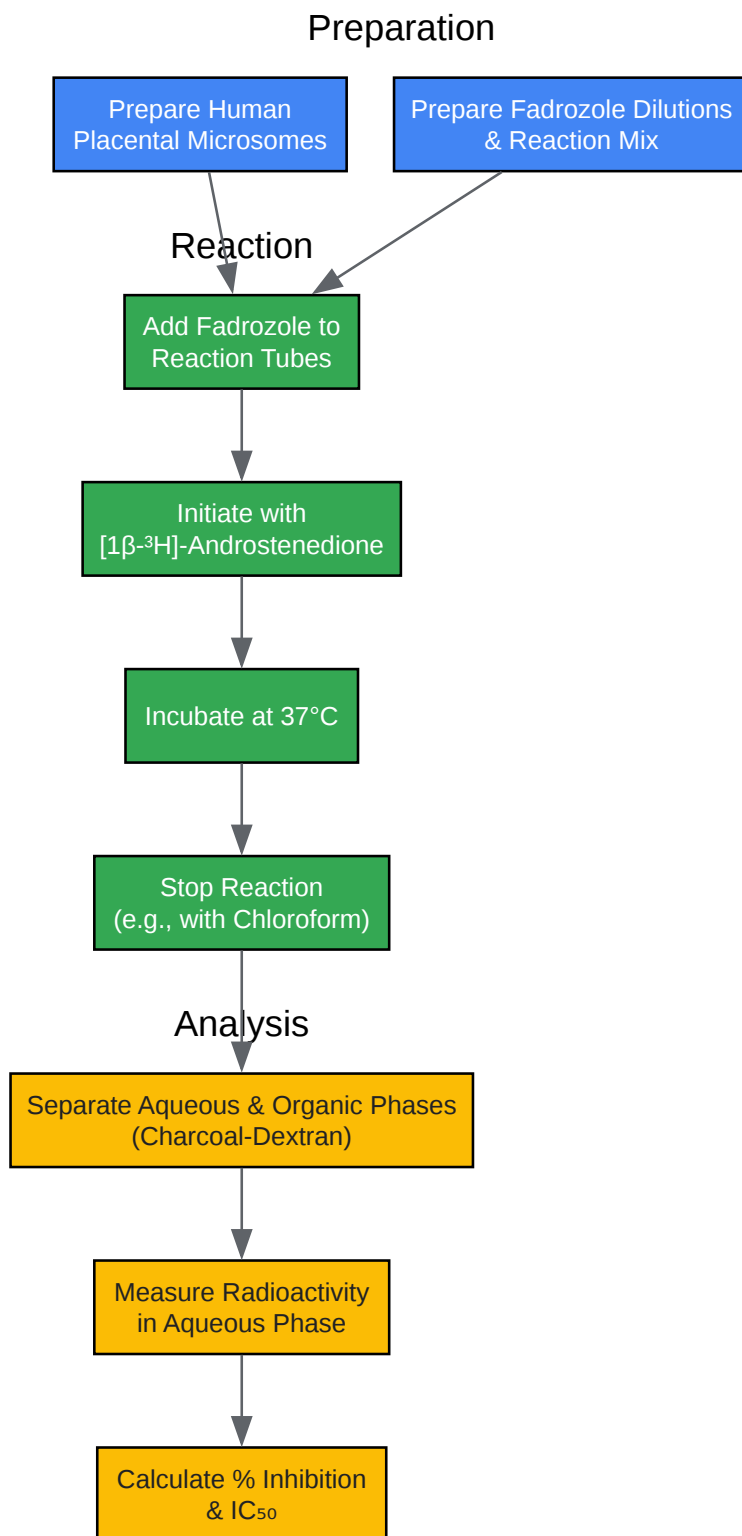 Preparation
Prepare Human
Placental Microsomes
Prepare Fadrozole Dilutions
& Reaction Mix
Reaction
Add Fadrozole to
Reaction Tubes
Initiate with
[1β-³H]-Androstenedione
Incubate at 37°C
Stop Reaction
(e.g., with Chloroform)
Analysis
Separate Aqueous & Organic Phases
(Charcoal-Dextran)
Measure Radioactivity
in Aqueous Phase
Calculate % Inhibition
& IC₅₀